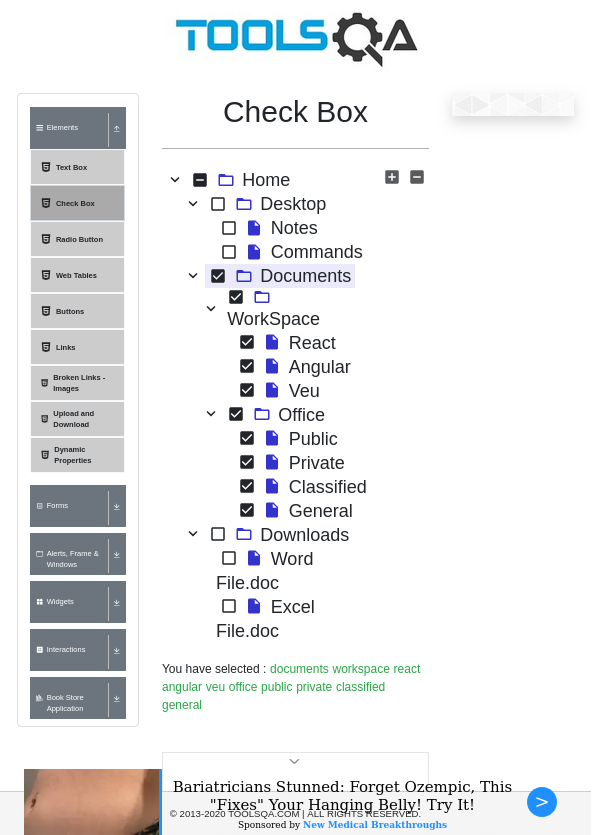 TOOLSQA
Elements
Text Box
Check Box
Radio Button
Web Tables
Buttons
Links
Broken Links -
Images
Upload and
Download
Dynamic
Properties
Forms
Alerts, Frame &
Windows
Widgets
Interactions
Book Store
Application
Check Box
Home
Desktop
Notes
Commands
Documents
WorkSpace
React
Angular
Veu
Office
Public
Private
Classified
General
Downloads
Word
File.doc
Excel
File.doc
You have selected : documents workspace react
angular veu office public private classified
general
Bariatricians Stunned: Forget Ozempic, This
"Fixes" Your Hanging Belly! Try It!
© 2013-2020 TOOLSQA.COM | ALL RIGHTS RESERVED.
Sponsored by New Medical Breakthroughs